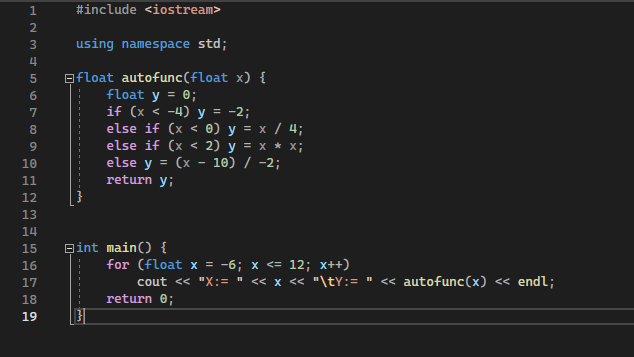 1 #include <iostream>
2
3 using namespace std;
4
5 float autofunc(float x) {
6 float y = 0;
7 if (x < -4) y = -2;
8 else if (x < 0) y = x / 4;
9 else if (x < 2) y = x * x;
10 else y = (x - 10) / -2;
11 return y;
12 }
13
14
15 int main() {
16 for (float x = -6; x <= 12; x++)
17 cout << "X:= " << x << "\tY:= " << autofunc(x) << endl;
18 return 0;
19 }